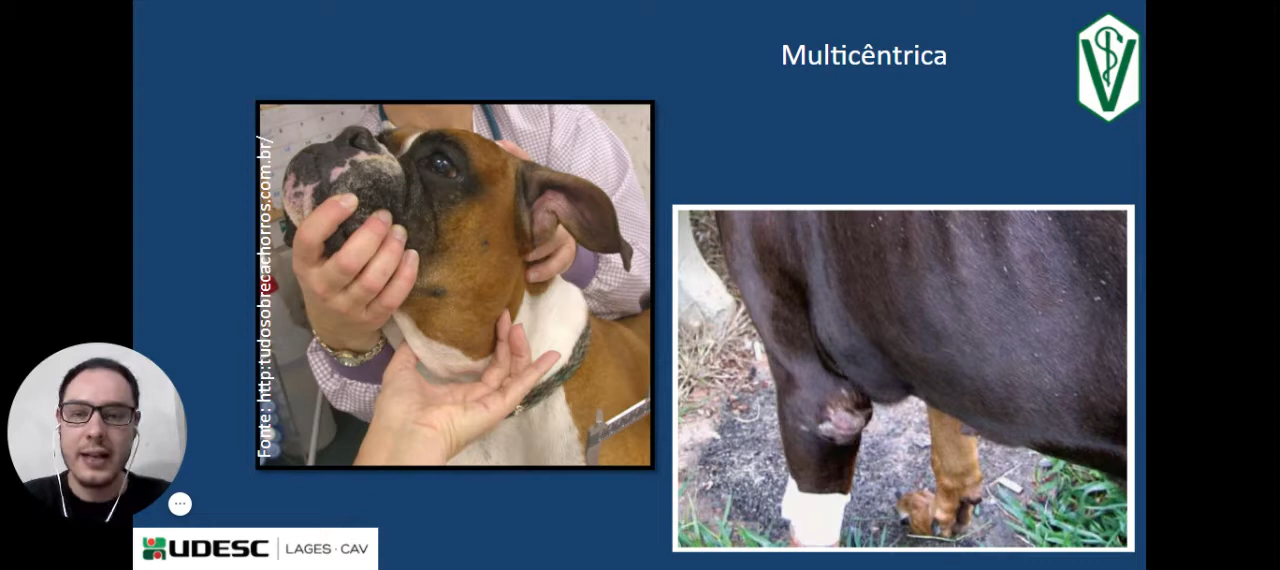 Multicêntrica
Fonte: http:tudosobrecachorros.com.br/
UDESC LAGES · CAV